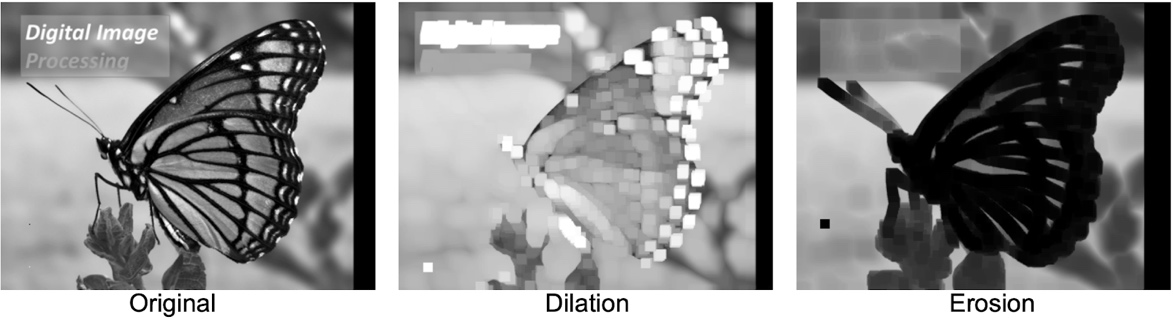 Digital Image
Processing
Original
Dilation
Erosion